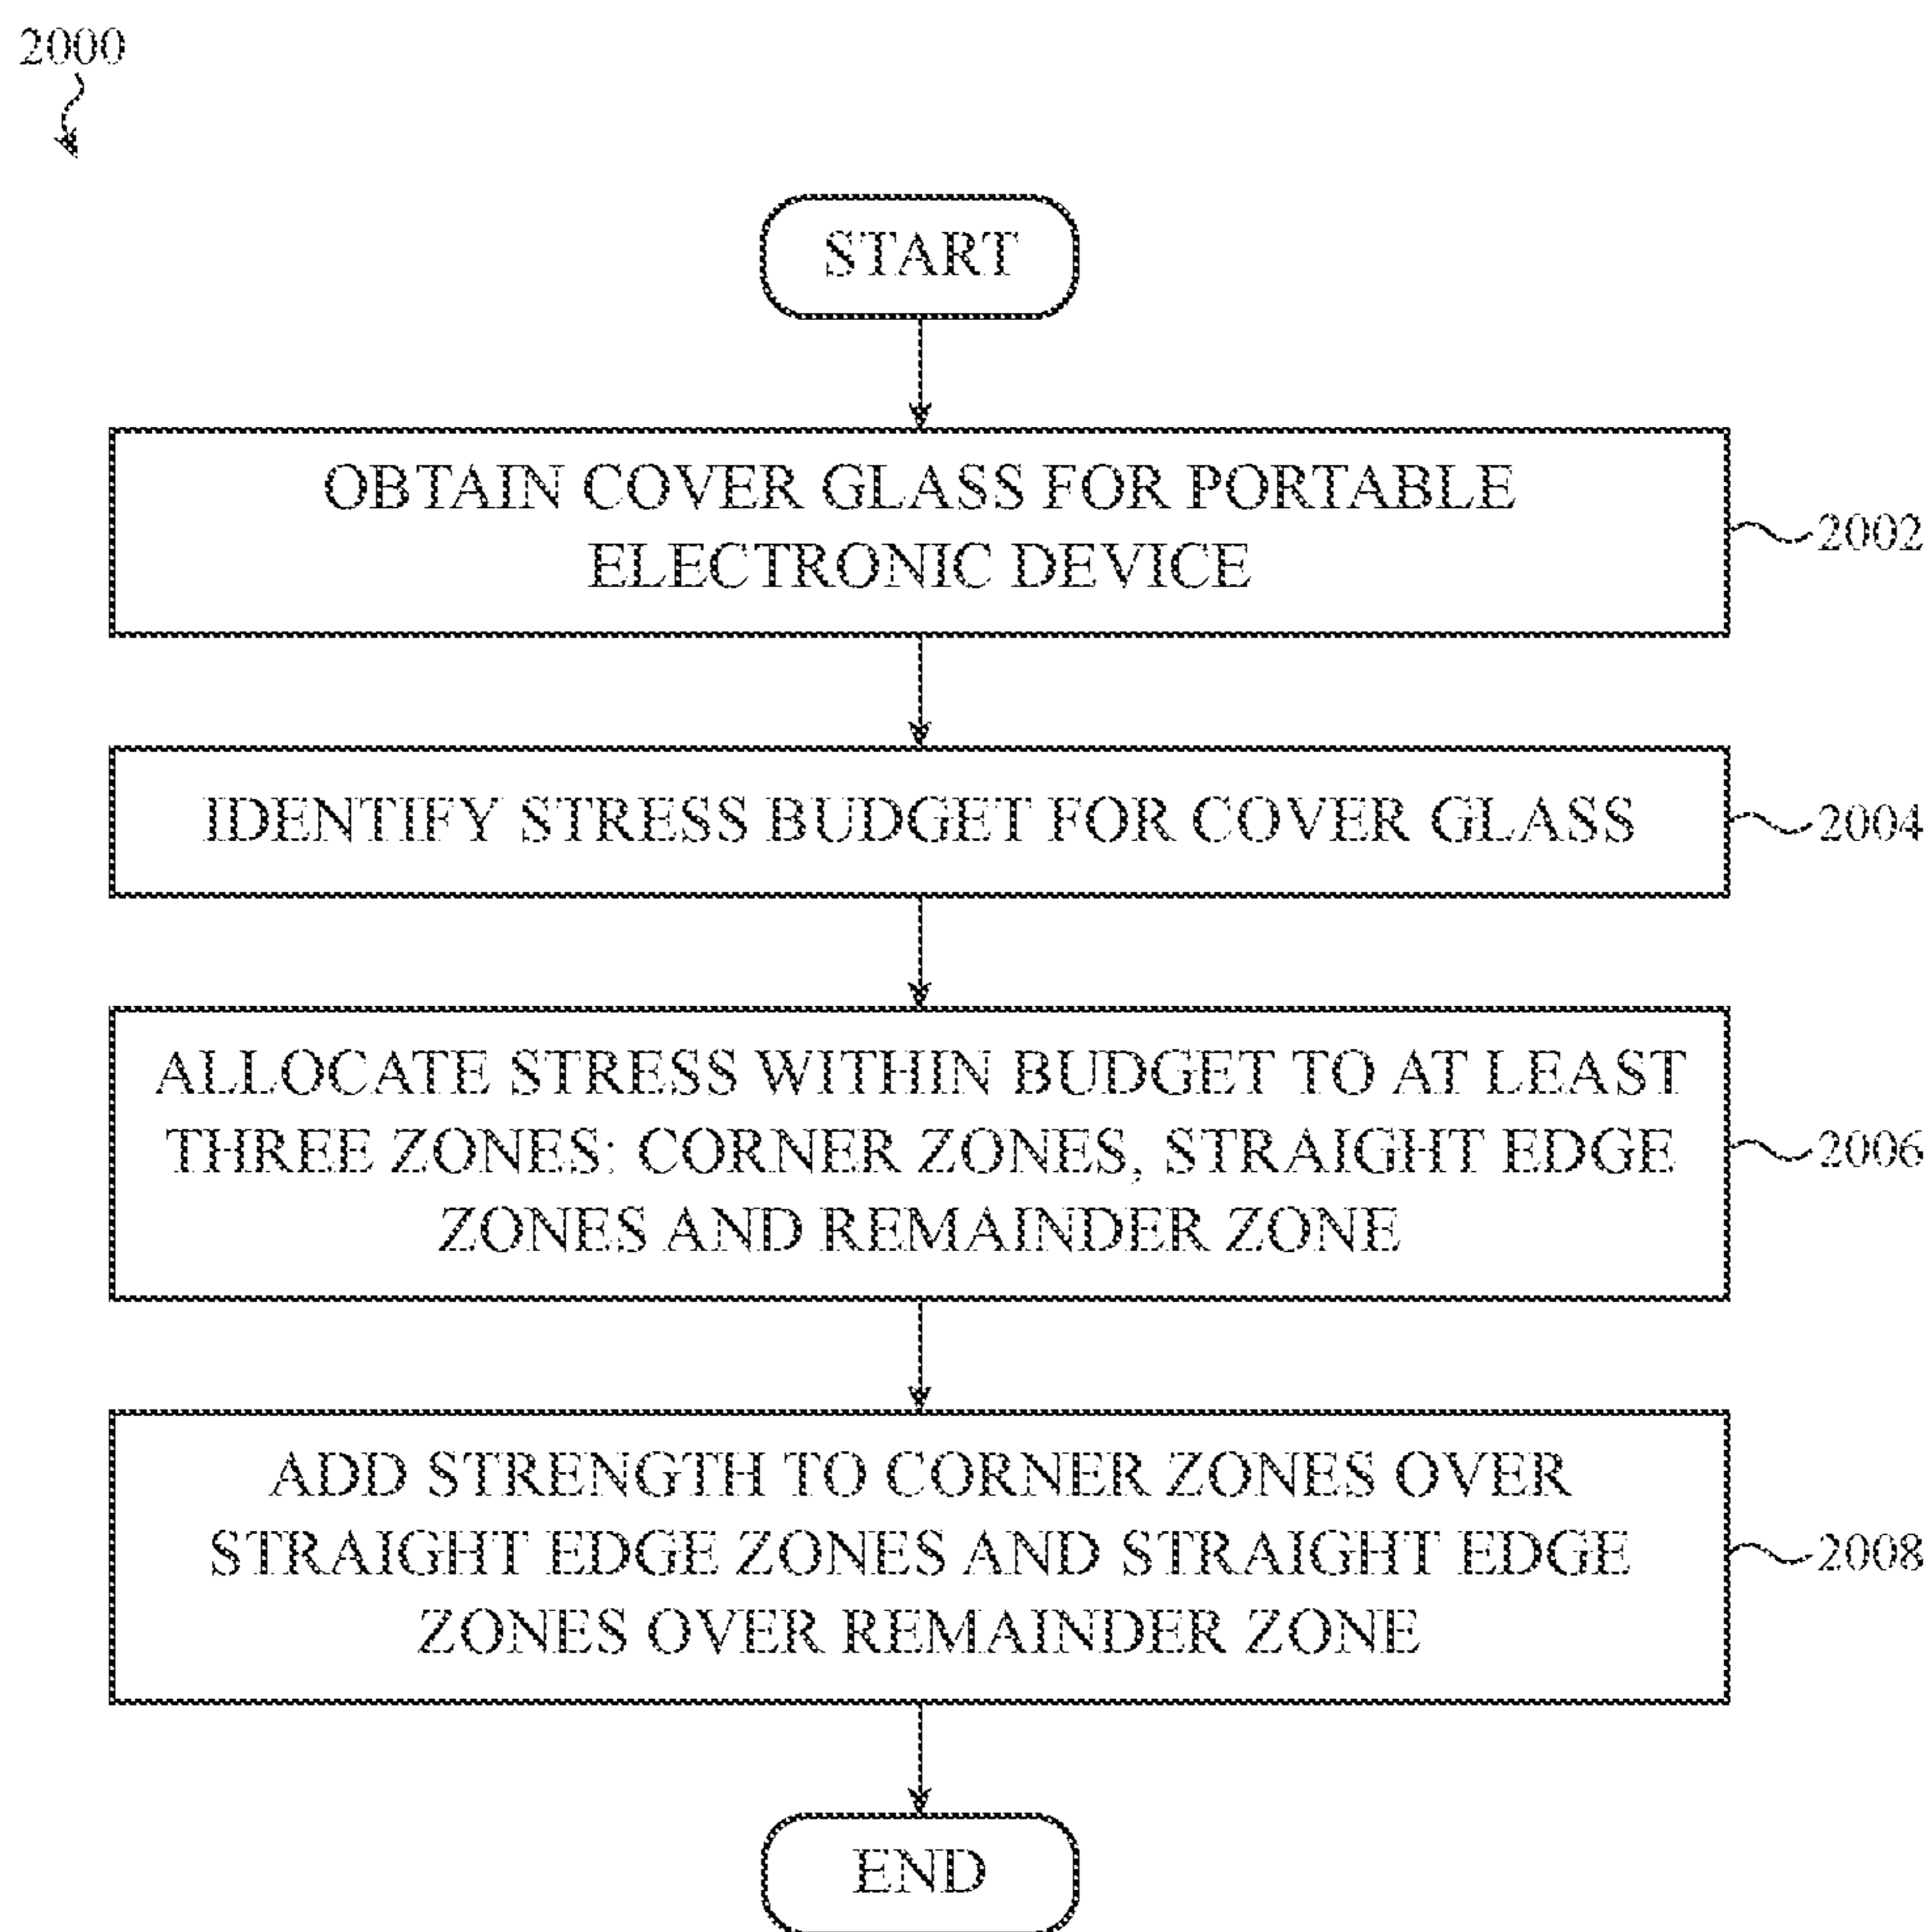 2000
START
OBTAIN COVER GLASS FOR PORTABLE
ELECTRONIC DEVICE
2002
IDENTIFY STRESS BUDGET FOR COVER GLASS
2004
ALLOCATE STRESS WITHIN BUDGET TO AT LEAST
THREE ZONES: CORNER ZONES, STRAIGHT EDGE
ZONES AND REMAINDER ZONE
2006
ADD STRENGTH TO CORNER ZONES OVER
STRAIGHT EDGE ZONES AND STRAIGHT EDGE
ZONES OVER REMAINDER ZONE
2008
END